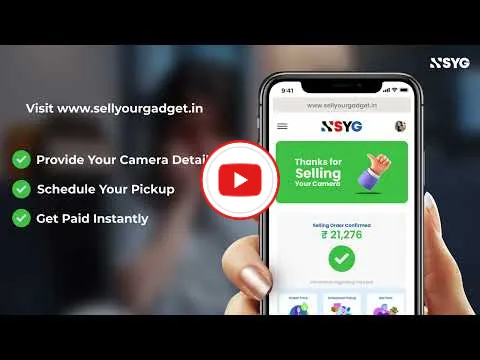 SYG
Visit www.sellyourgadget.in
Provide Your Camera Detail
Schedule Your Pickup
Get Paid Instantly
9:41
www.sellyourgadget.in
SYG
Thanks for
Selling
Your Camera
Selling Order Confirmed
₹ 21,276